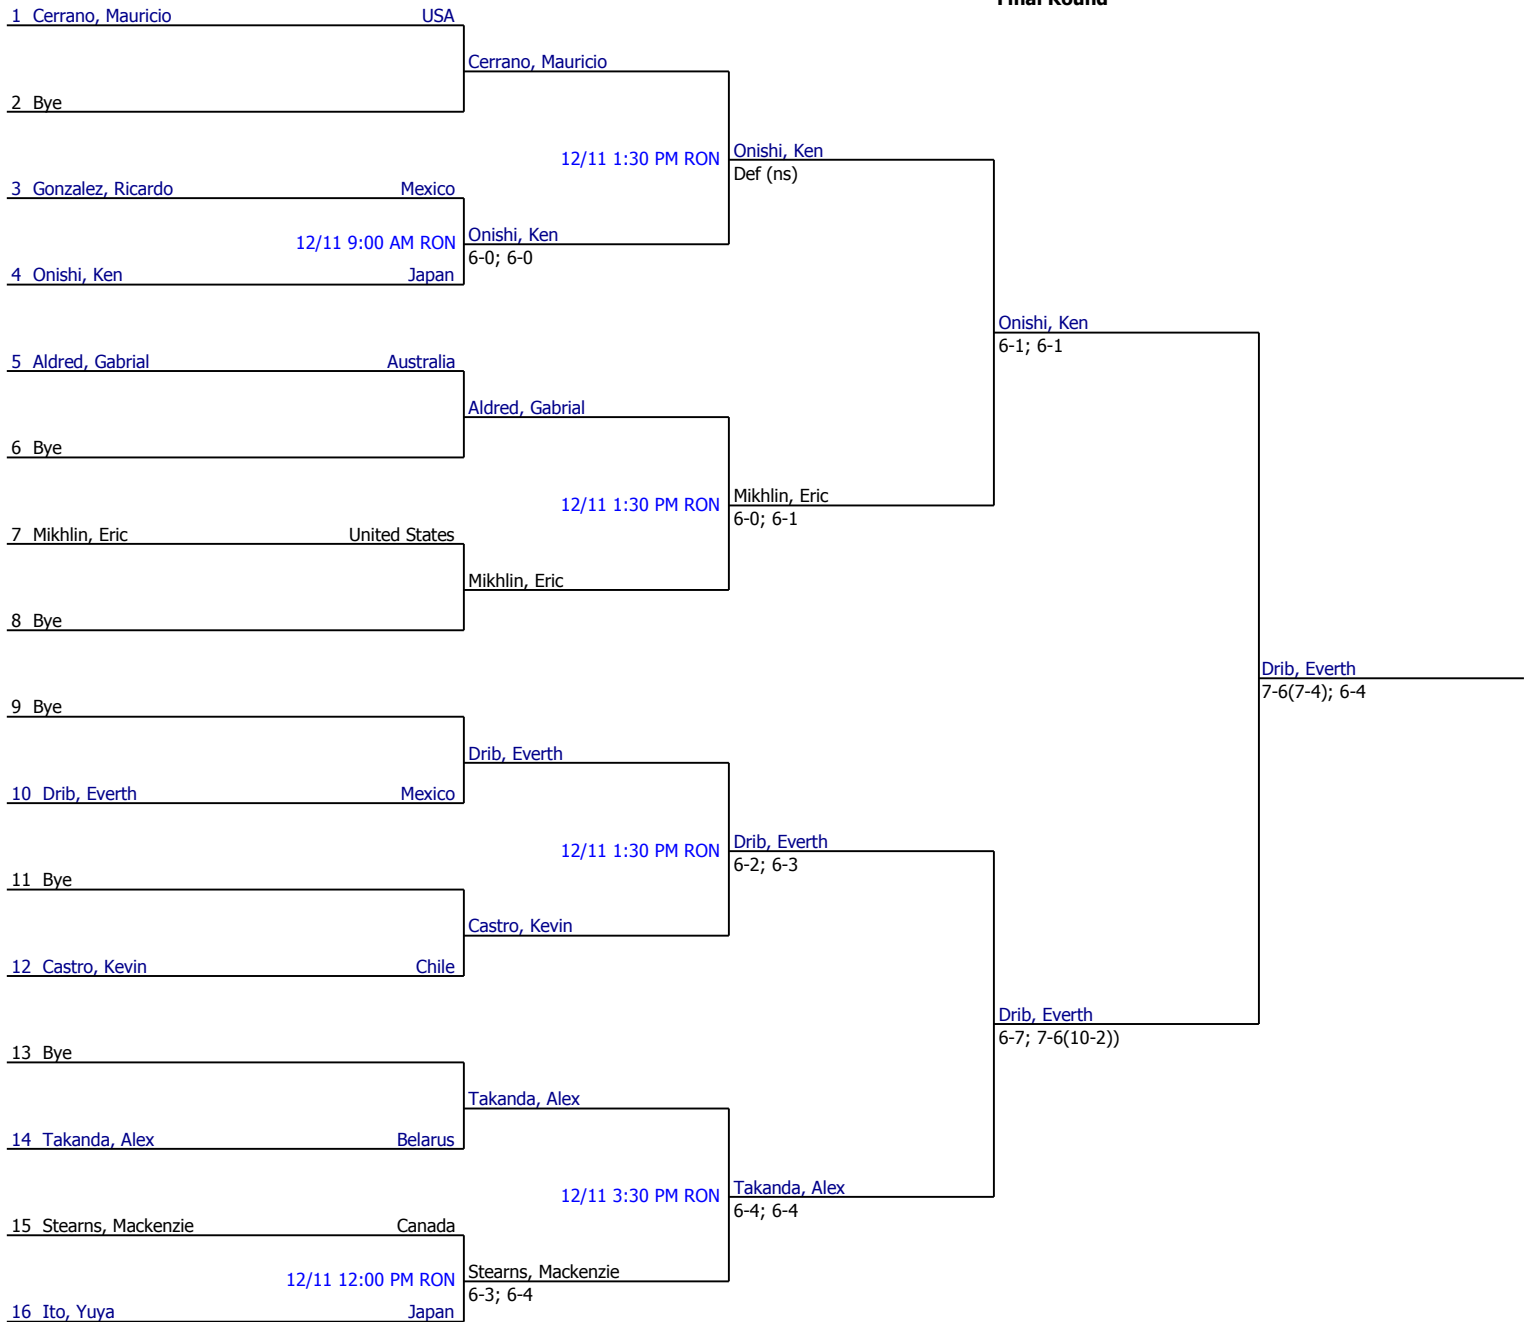 Final Round
1 Cerrano, Mauricio USA
Cerrano, Mauricio
2 Bye
12/11 1:30 PM RON Onishi, Ken
Def (ns)
3 Gonzalez, Ricardo Mexico
12/11 9:00 AM RON Onishi, Ken
6-0; 6-0
4 Onishi, Ken Japan
Onishi, Ken
6-1; 6-1
5 Aldred, Gabrial Australia
Aldred, Gabrial
6 Bye
12/11 1:30 PM RON Mikhlin, Eric
6-0; 6-1
7 Mikhlin, Eric United States
Mikhlin, Eric
8 Bye
Drib, Everth
7-6(7-4); 6-4
9 Bye
Drib, Everth
10 Drib, Everth Mexico
12/11 1:30 PM RON Drib, Everth
6-2; 6-3
11 Bye
Castro, Kevin
12 Castro, Kevin Chile
Drib, Everth
6-7; 7-6(10-2))
13 Bye
Takanda, Alex
14 Takanda, Alex Belarus
12/11 3:30 PM RON Takanda, Alex
6-4; 6-4
15 Stearns, Mackenzie Canada
12/11 12:00 PM RON Stearns, Mackenzie
6-3; 6-4
16 Ito, Yuya Japan